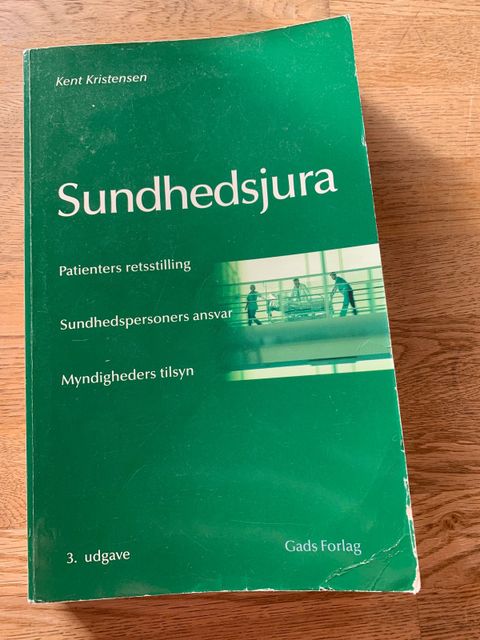 Kent Kristensen
Sundhedsjura
Patienters retsstilling
Sundhedspersoners ansvar
Myndigheders tilsyn
3. udgave
Gads Forlag